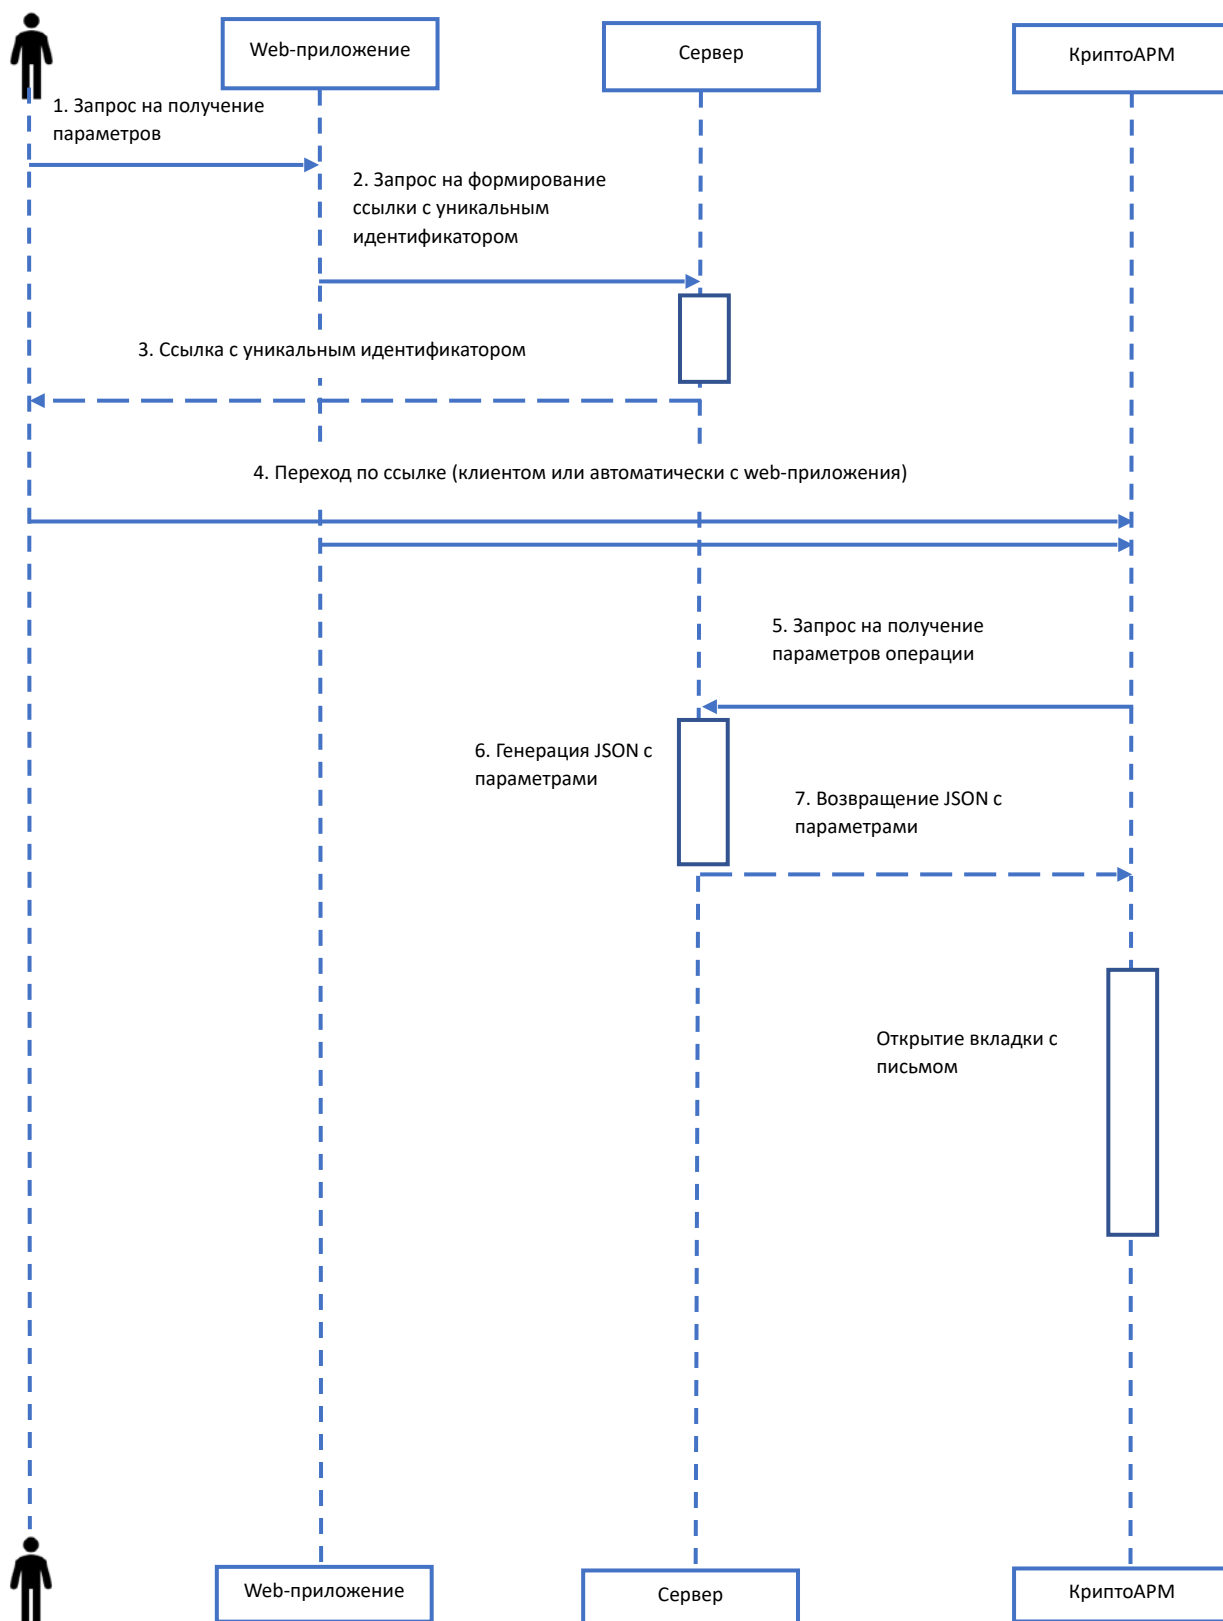 Web-приложение
Сервер
КриптоАРМ
1. Запрос на получение
параметров
2. Запрос на формирование
ссылки с уникальным
идентификатором
3. Ссылка с уникальным идентификатором
4. Переход по ссылке (клиентом или автоматически с web-приложения)
5. Запрос на получение
параметров операции
6. Генерация JSON с
параметрами
7. Возвращение JSON с
параметрами
Открытие вкладки с
письмом
Web-приложение
Сервер
КриптоАРМ